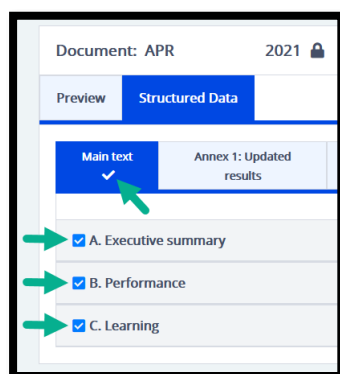 Document: APR 2021
Preview Structured Data
Main text Annex 1: Updated
results
A. Executive summary
B. Performance
C. Learning